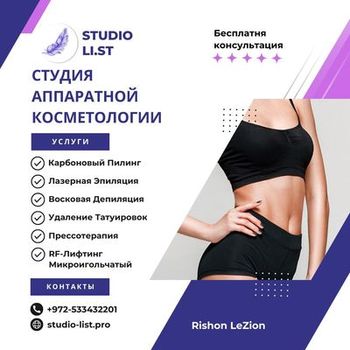 STUDIO
LI.ST
Бесплатня
консультация
СТУДИЯ
АППАРАТНОЙ
КОСМЕТОЛОГИИ
УСЛУГИ
Карбоновый Пилинг
Лазерная Эпиляция
Восковая Депиляция
Удаление Татуировок
Прессотерапия
RF-Лифтинг
Микроигольчатый
КОНТАКТЫ
+972-533432201
studio-list.pro
Rishon LeZion